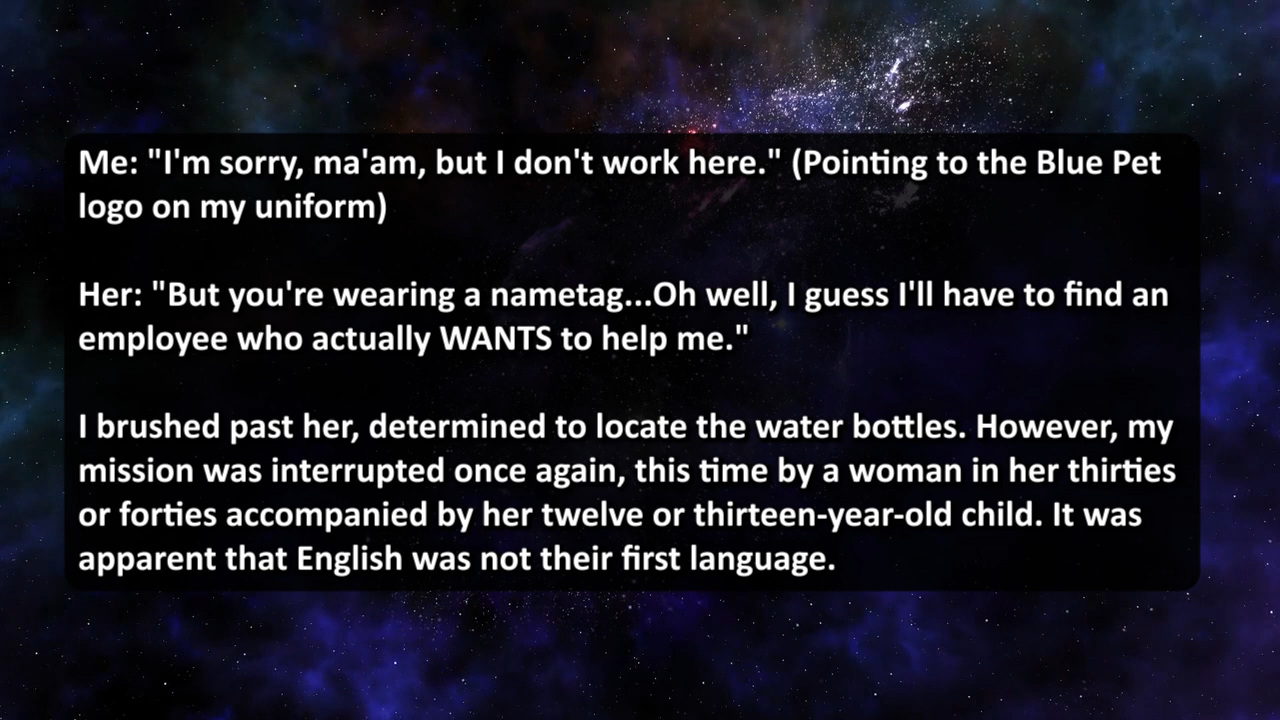 Me: "I'm sorry, ma'am, but I don't work here." (Pointing to the Blue Pet
logo on my uniform)
Her: "But you're wearing a nametag...Oh well, I guess I'll have to find an
employee who actually WANTS to help me."
I brushed past her, determined to locate the water bottles. However, my
mission was interrupted once again, this time by a woman in her thirties
or forties accompanied by her twelve or thirteen-year-old child. It was
apparent that English was not their first language.